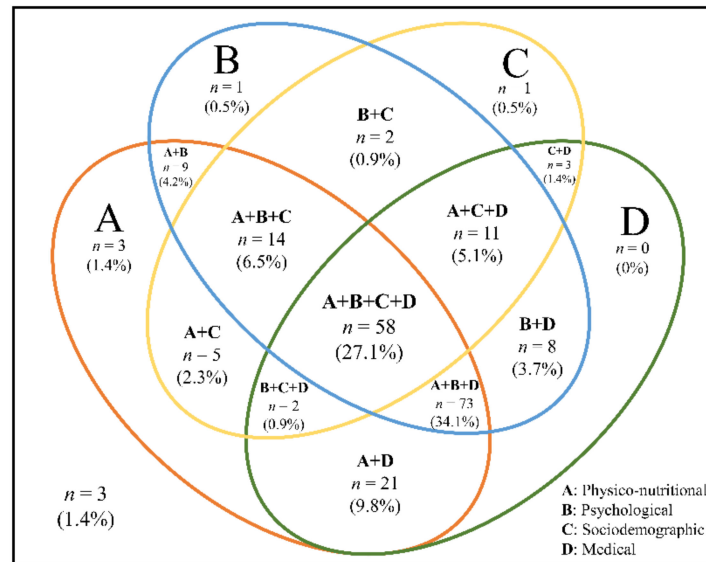 B
n = 1
(0.5%)
C
n  1
(0.5%)
B+C
n = 2
(0.9%)
A+B
n  9
(4.2%)
C+D
n = 3
(1.4%)
A
n = 3
(1.4%)
A+B+C
n = 14
(6.5%)
A+C+D
n = 11
(5.1%)
D
n = 0
(0%)
A+B+C+D
n = 58
(27.1%)
A+C
n − 5
(2.3%)
B+D
n = 8
(3.7%)
B+C+D
n − 2
(0.9%)
A+B+D
n − 73
(34.1%)
A+D
n = 21
(9.8%)
n = 3
(1.4%)
A: Physico-nutritional
B: Psychological
C: Sociodemographic
D: Medical